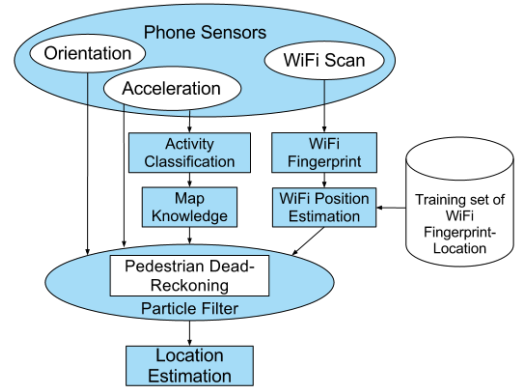 Phone Sensors
Orientation
WiFi Scan
Acceleration
Activity
Classification
WiFi
Fingerprint
Map
Knowledge
WiFi Position
Estimation
Training set of
WiFi
Fingerprint-
Location
Pedestrian Dead-
Reckoning
Particle Filter
Location
Estimation